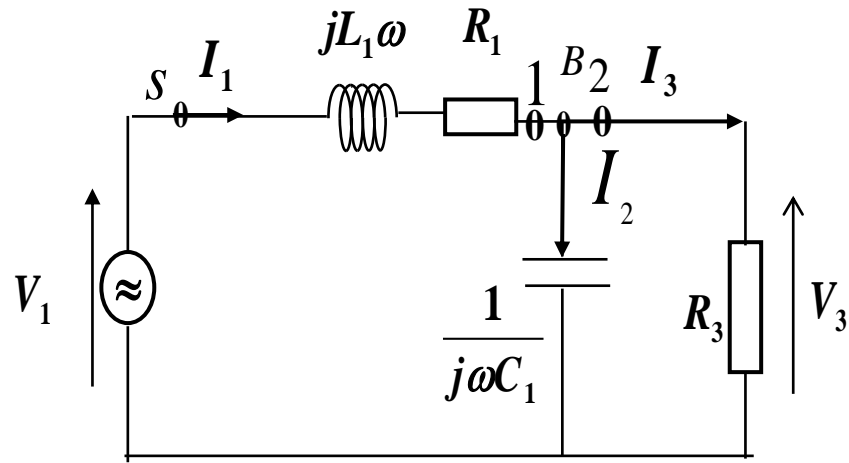 jL₁ω R₁
S I₁ 1 B 2 I₃
I₂
V₁ ≈ 1/jωC₁ R₃ V₃